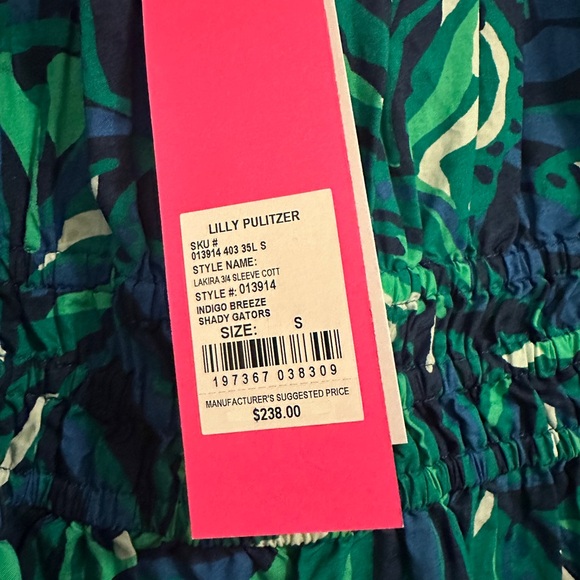 LILLY PULITZER
SKU #
013914 403 35L S
STYLE NAME:
LAKIRA 3/4 SLEEVE COTT
STYLE #: 013914
INDIGO BREEZE
SHADY GATORS
SIZE: S
197367 038309
MANUFACTURER'S SUGGESTED PRICE
$238.00